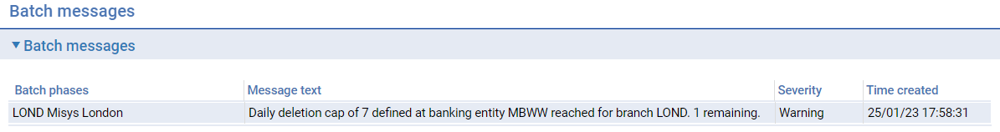 Batch messages
Batch messages
Batch phases Message text Severity Time created
LOND Misys London Daily deletion cap of 7 defined at banking entity MBWW reached for branch LOND. 1 remaining. Warning 25/01/23 17:58:31